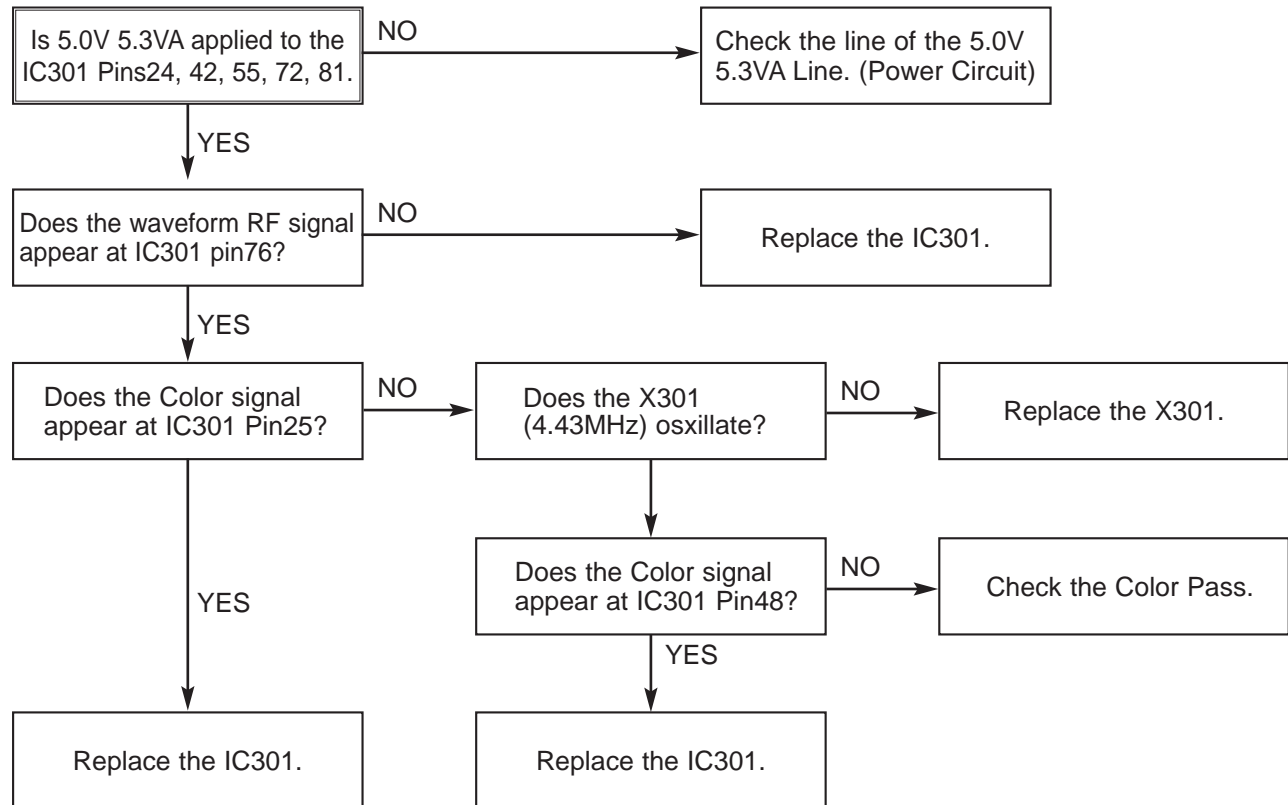 Is 5.0V 5.3VA applied to the
IC301 Pins24, 42, 55, 72, 81.
NO
Check the line of the 5.0V
5.3VA Line. (Power Circuit)
YES
Does the waveform RF signal
appear at IC301 pin76?
NO
Replace the IC301.
YES
Does the Color signal
appear at IC301 Pin25?
NO
Does the X301
(4.43MHz) osxillate?
NO
Replace the X301.
YES
Does the Color signal
appear at IC301 Pin48?
NO
Check the Color Pass.
YES
Replace the IC301.
Replace the IC301.